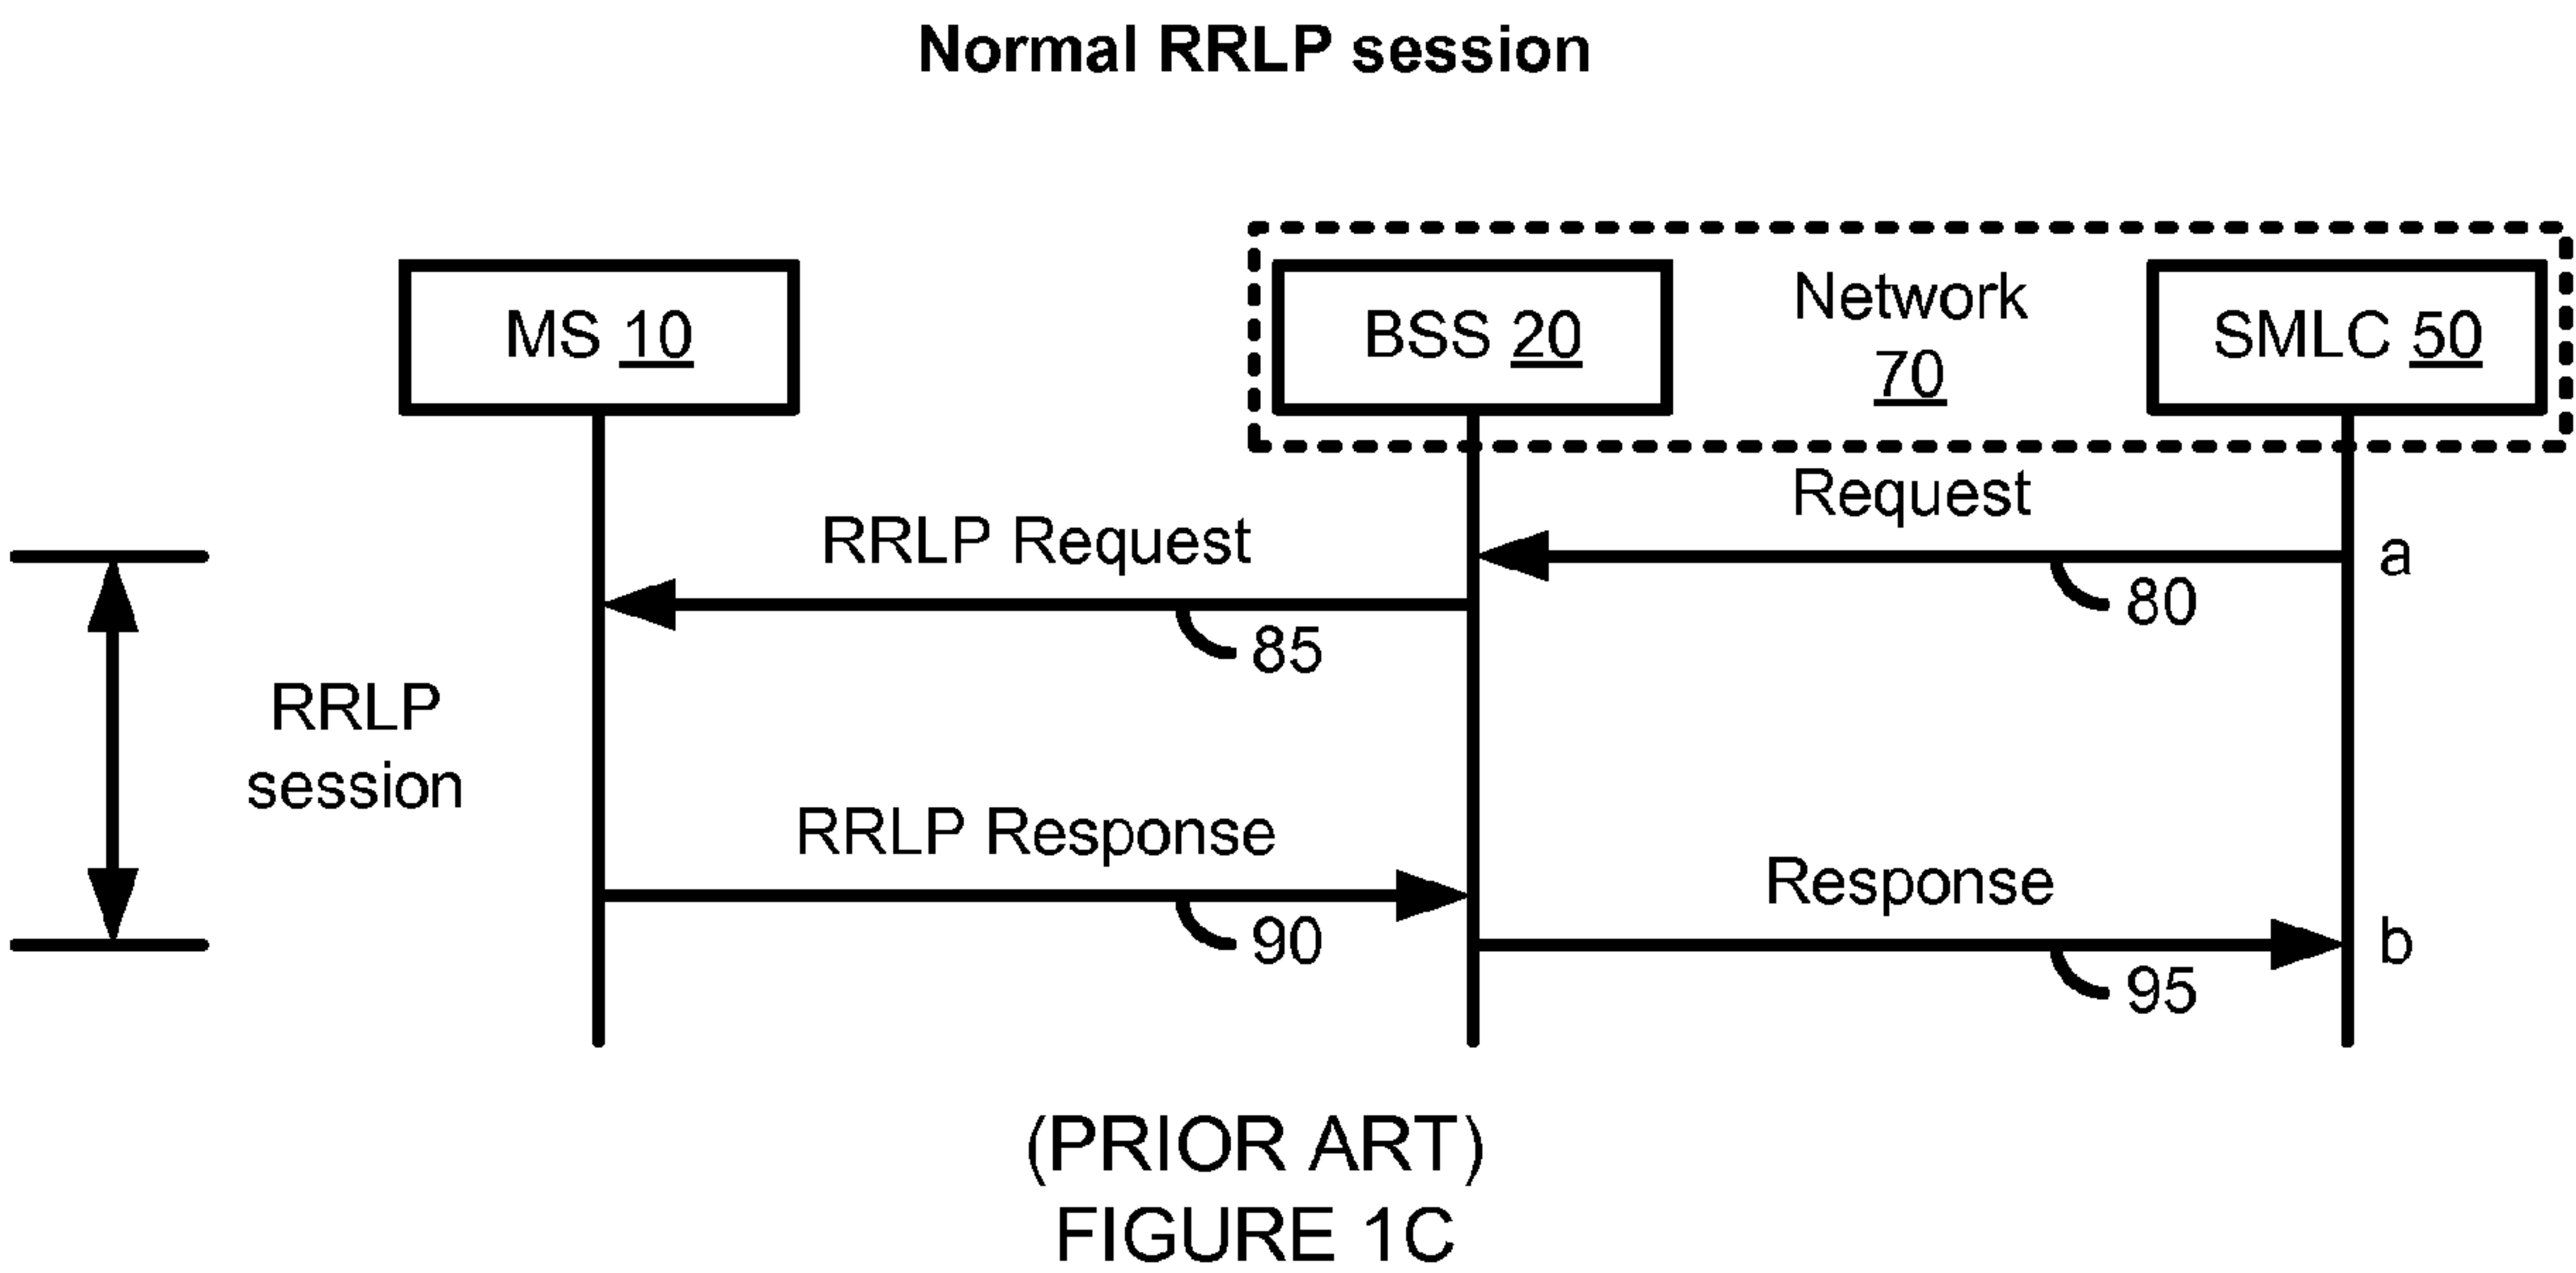 Normal RRLP session
MS 10
BSS 20
Network
70
SMLC 50
Request
a
80
RRLP Request
85
RRLP
session
RRLP Response
90
Response
b
95
(PRIOR ART)
FIGURE 1C